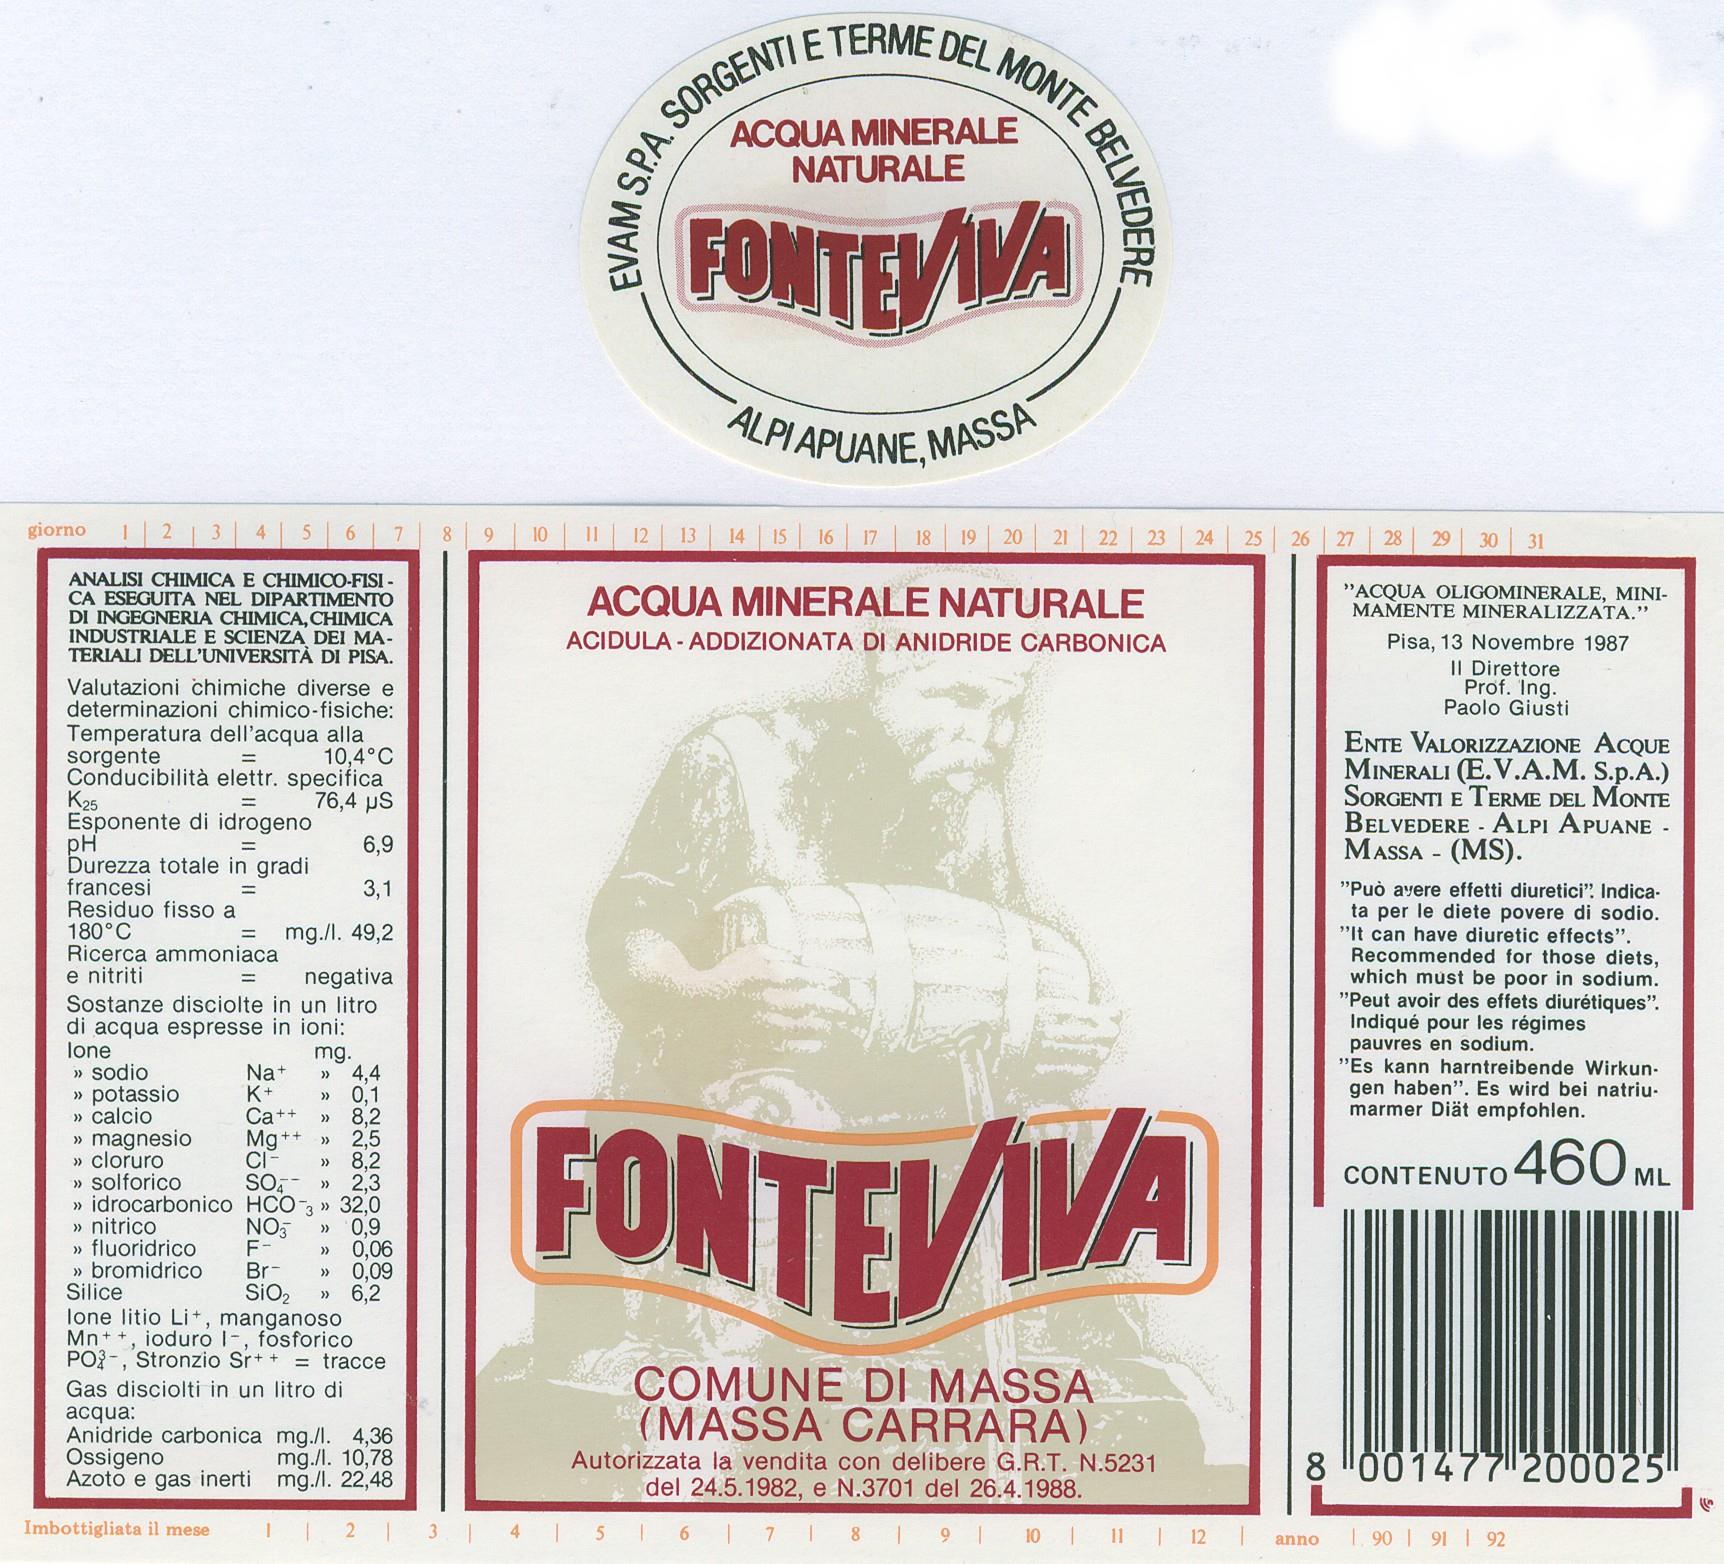 EVAM S.P.A. SORGENTI E TERME DEL MONTE BELVEDERE
ACQUA MINERALE
NATURALE
FONTEVIVA
ALPI APUANE, MASSA
giorno 1 2 3 4 5 6 7 8 9 10 11 12 13 14 15 16 17 18 19 20 21 22 23 24 25 26 27 28 29 30 31
ANALISI CHIMICA E CHIMICO-FISI-
CA ESEGUITA NEL DIPARTIMENTO
DI INGEGNERIA CHIMICA, CHIMICA
INDUSTRIALE E SCIENZA DEI MA-
TERIALI DELL'UNIVERSITÀ DI PISA.
Valutazioni chimiche diverse e
determinazioni chimico-fisiche:
Temperatura dell'acqua alla
sorgente = 10,4°C
Conducibilità elettr. specifica
K25 = 76,4 µS
Esponente di idrogeno
pH = 6,9
Durezza totale in gradi
francesi = 3,1
Residuo fisso a
180°C = mg./l. 49,2
Ricerca ammoniaca
e nitriti = negativa
Sostanze disciolte in un litro
di acqua espresse in ioni:
Ione mg.
» sodio Na+ » 4,4
» potassio K+ » 0,1
» calcio Ca++ » 8,2
» magnesio Mg++ » 2,5
» cloruro Cl- » 8,2
» solforico SO4-- » 2,3
» idrocarbonico HCO-3 » 32,0
» nitrico NO3- » 0,9
» fluoridrico F- » 0,06
» bromidrico Br- » 0,09
Silice SiO2 » 6,2
Ione litio Li+, manganoso
Mn++, ioduro I-, fosforico
PO43-, Stronzio Sr++ = tracce
Gas disciolti in un litro di
acqua:
Anidride carbonica mg./l. 4,36
Ossigeno mg./l. 10,78
Azoto e gas inerti mg./l. 22,48
ACQUA MINERALE NATURALE
ACIDULA - ADDIZIONATA DI ANIDRIDE CARBONICA
FONTEVIVA
COMUNE DI MASSA
(MASSA CARRARA)
Autorizzata la vendita con delibere G.R.T. N.5231
del 24.5.1982, e N.3701 del 26.4.1988.
"ACQUA OLIGOMINERALE, MINI-
MAMENTE MINERALIZZATA."
Pisa, 13 Novembre 1987
Il Direttore
Prof. Ing.
Paolo Giusti
ENTE VALORIZZAZIONE ACQUE
MINERALI (E.V.A.M. S.p.A.)
SORGENTI E TERME DEL MONTE
BELVEDERE - ALPI APUANE -
MASSA - (MS).
"Può avere effetti diuretici". Indica-
ta per le diete povere di sodio.
"It can have diuretic effects".
Recommended for those diets,
which must be poor in sodium.
"Peut avoir des effets diurétiques".
Indiqué pour les régimes
pauvres en sodium.
"Es kann harntreibende Wirkun-
gen haben". Es wird bei natriu-
marmer Diät empfohlen.
CONTENUTO 460 ML
8 001477 200025
Imbottigliata il mese 1 2 3 4 5 6 7 8 9 10 11 12 anno 90 91 92